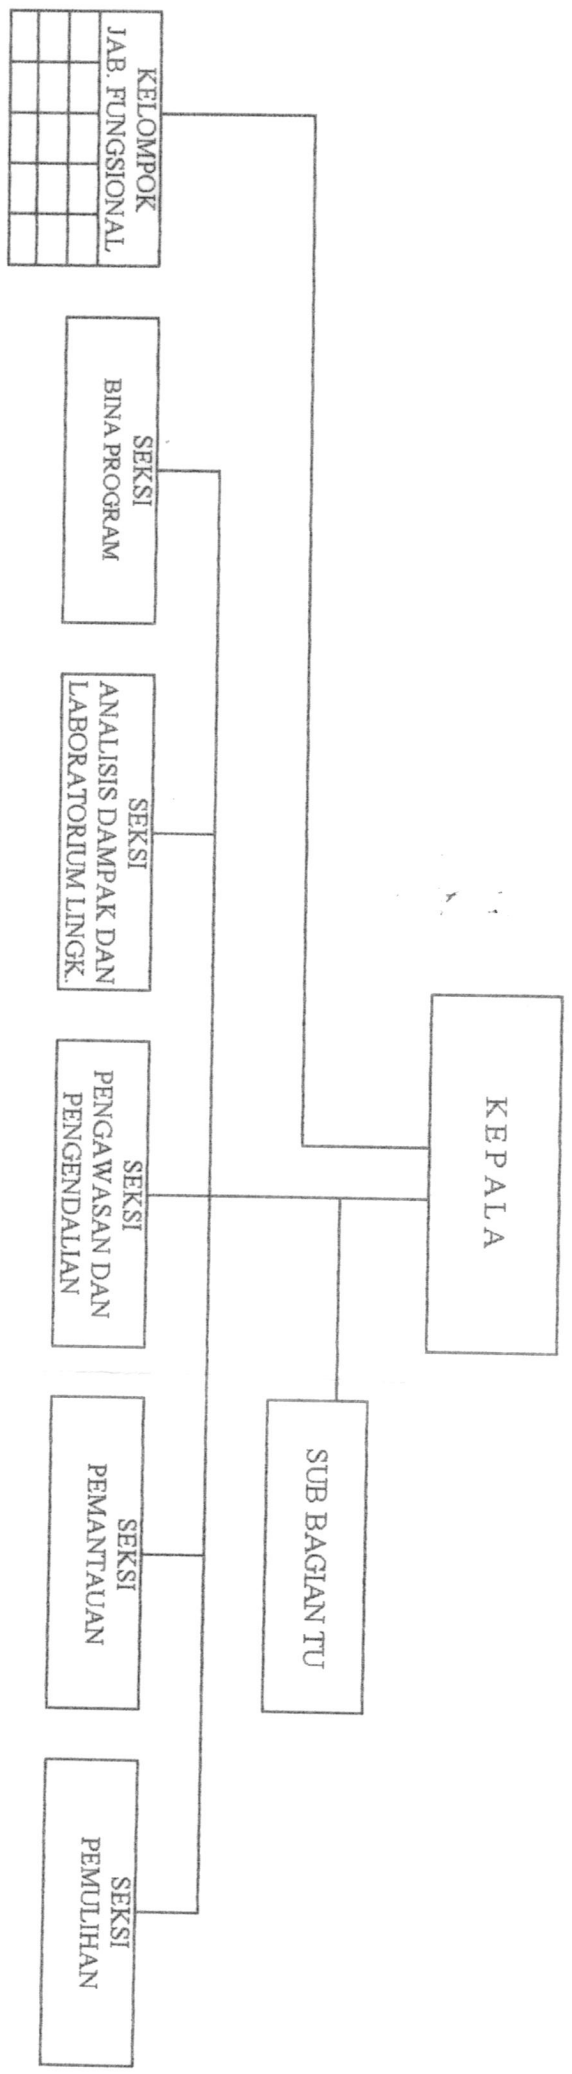 K E P A L A
SUB BAGIAN TU
KELOMPOK
JAB. FUNGSIONAL
SEKSI
BINA PROGRAM
SEKSI
ANALISIS DAMPAK DAN
LABORATORIUM LINGK.
SEKSI
PENGAWASAN DAN
PENGENDALIAN
SEKSI
PEMANTAUAN
SEKSI
PEMULIHAN